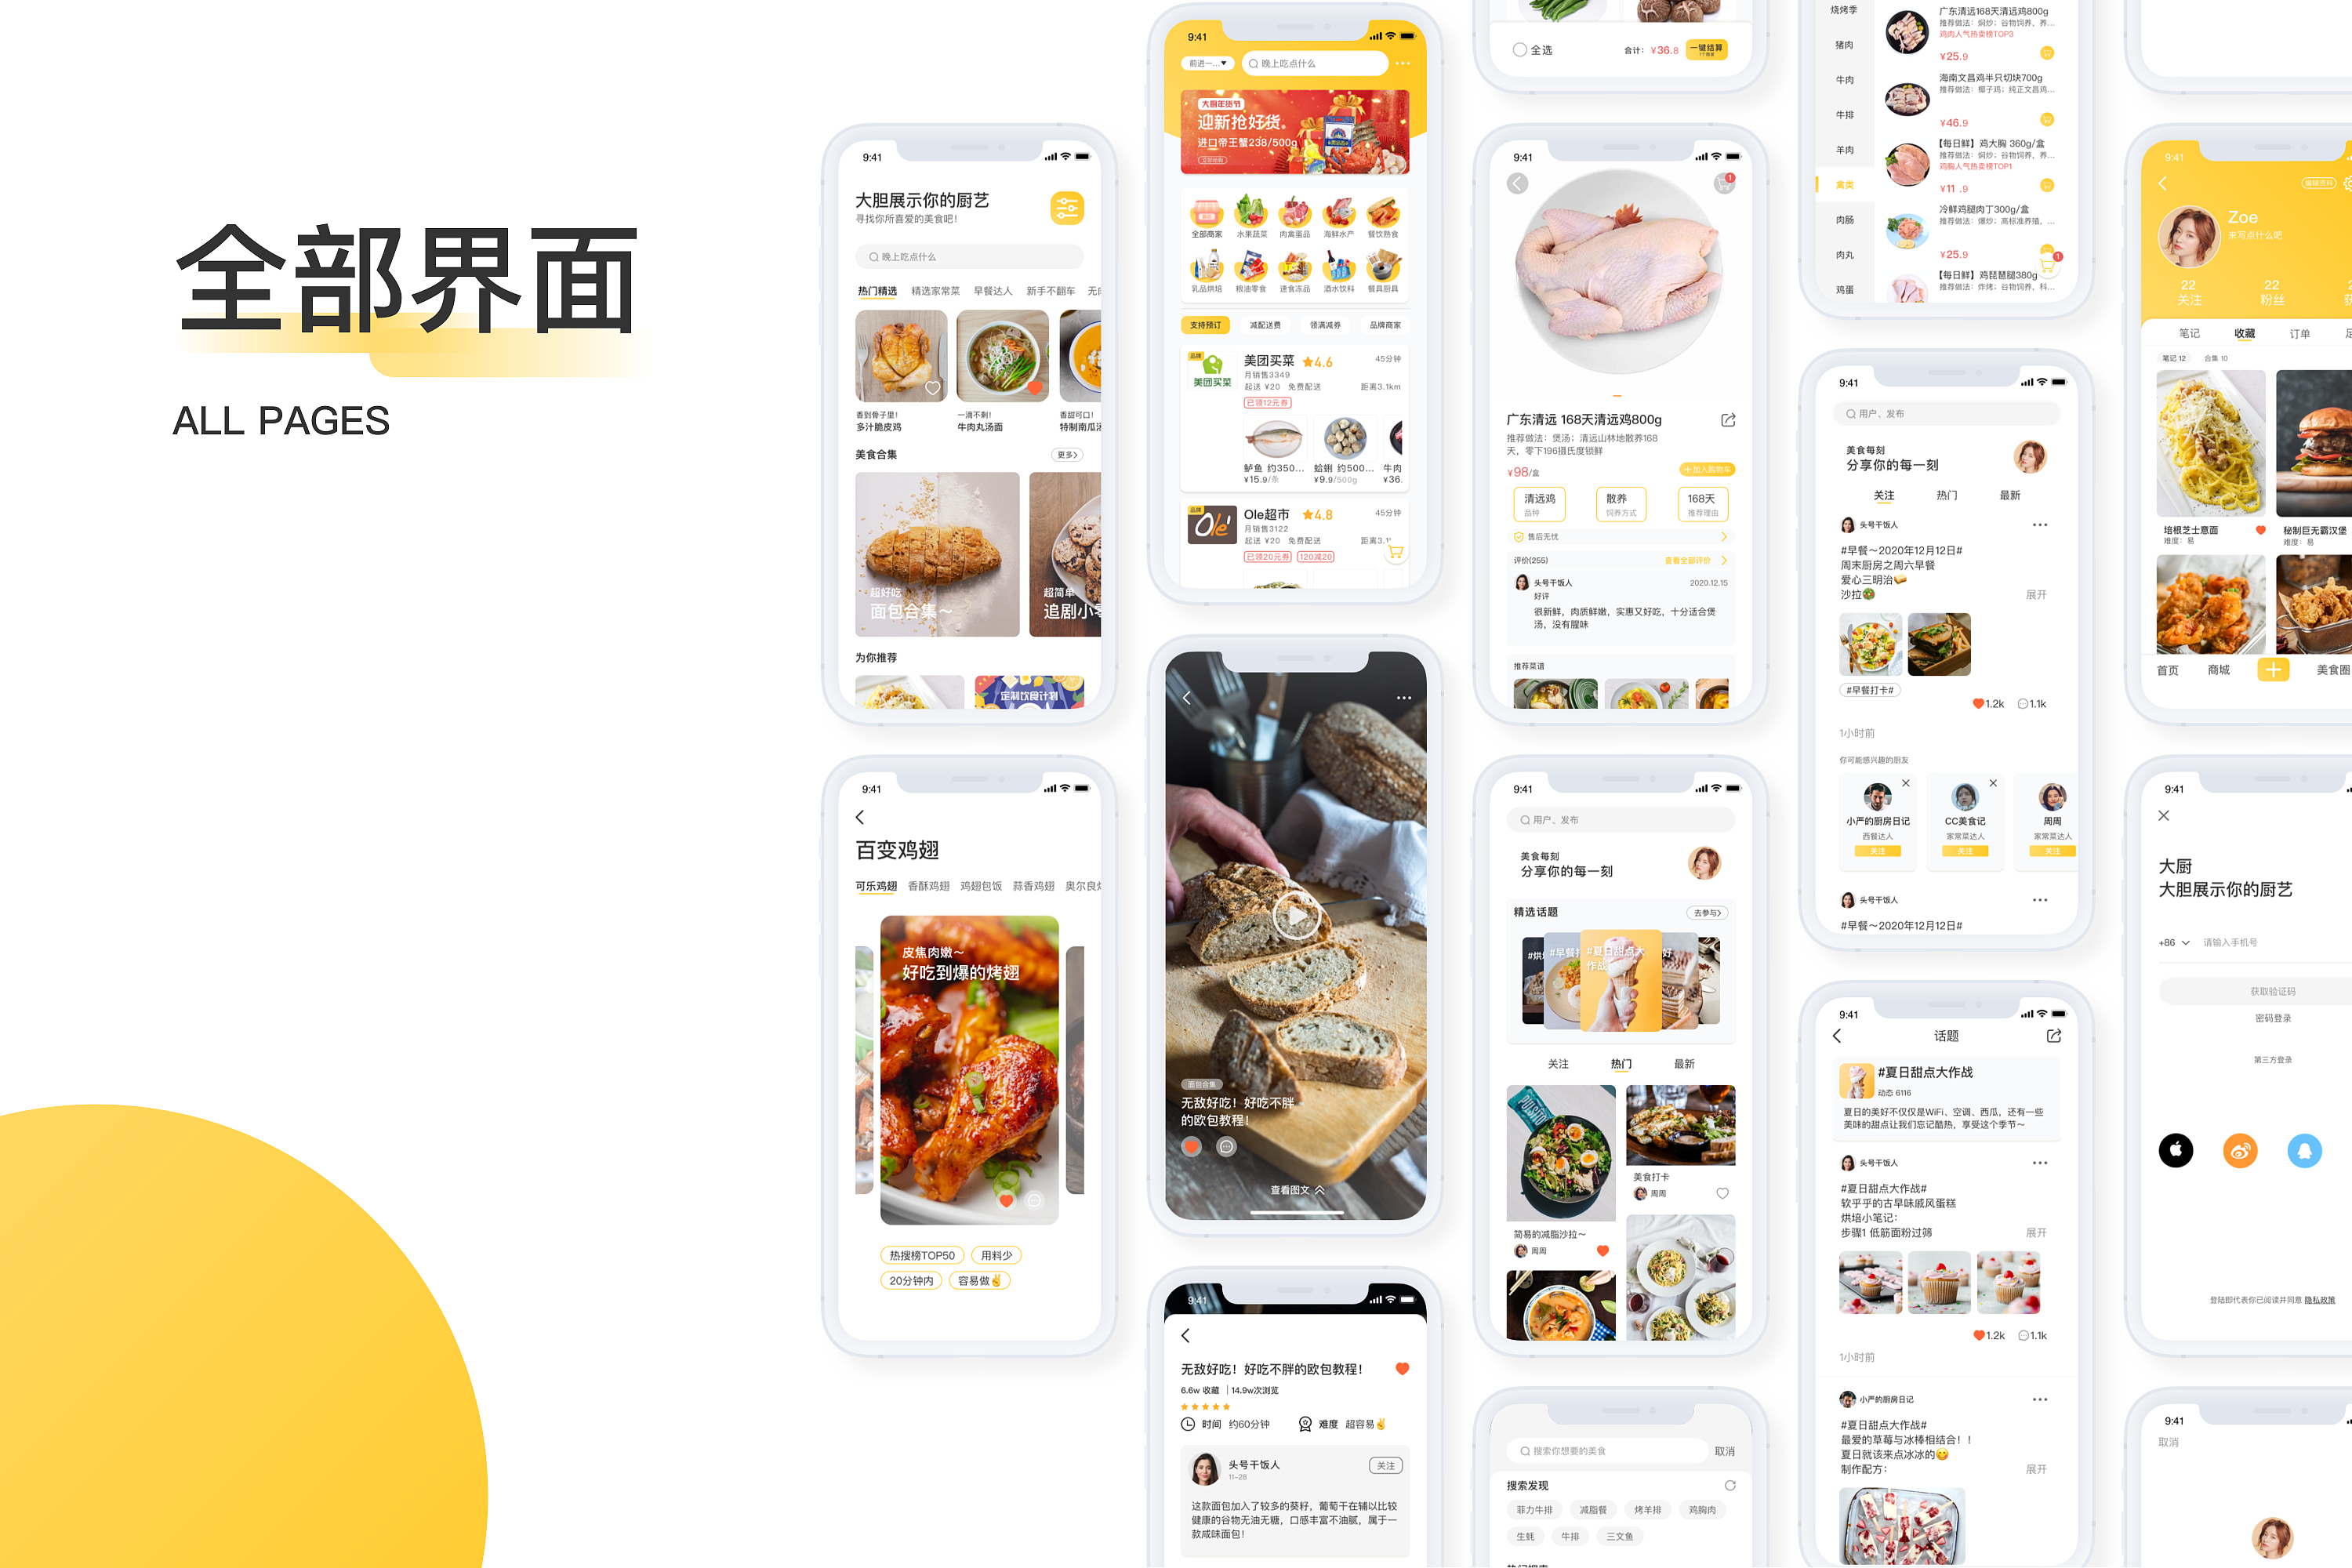 全部界面
ALL PAGES
9:41
大胆展示你的厨艺
寻找你所喜爱的美食吧！
晚上吃点什么
热门精选 精选家常菜 早餐达人 新手不翻车
香到骨子里！
多汁脆皮鸡
一滴不剩！
牛肉丸汤面
香甜可口！
特制南瓜
美食合集
更多>
超好吃
面包合集～
超简单
追剧小零
为你推荐
定制饮食计划
9:41
百变鸡翅
可乐鸡翅 香酥鸡翅 鸡翅包饭 蒜香鸡翅 奥尔良
皮焦肉嫩～
好吃到爆的烤翅
热搜榜TOP50
用料少
20分钟内
容易做✌
9:41
前进一...
晚上吃点什么
大厨年货节
迎新抢好货
进口帝王蟹238/500g
全部商家 水果蔬菜 肉禽蛋品 海鲜水产 餐饮熟食
乳品烘培 粮油零食 速食冻品 酒水饮料 餐具厨具
支持预订 减配送费 领满减券 品牌商家
品牌
美团买菜
美团买菜 4.6
45分钟
月销售3349
起送 ¥20 免费配送
距离3.1km
已领12元券
鲈鱼 约350...
¥15.9/条
蛤蜊 约500...
¥9.9/500g
牛肉
¥36.
品牌
Ole'
Ole超市 4.8
45分钟
月销售3122
起送 ¥20 免费配送
距离3.1
已领20元券 120减20
面包合集
无敌好吃！好吃不胖
的欧包教程！
查看图文
9:41
无敌好吃！好吃不胖的欧包教程！
6.6w 收藏 | 14.9w次浏览
时间 约60分钟
难度 超容易✌
头号干饭人
11-28
关注
这款面包加入了较多的葵籽，葡萄干在辅以比较
健康的谷物无油无糖，口感丰富不油腻，属于一
款咸味面包！
全选
合计：¥36.8
一键结算
9:41
1
广东清远 168天清远鸡800g
推荐做法：煲汤；清远山林地散养168
天，零下196摄氏度锁鲜
¥98/盒
+加入购物车
清远鸡
品种
散养
饲养方式
168天
推荐理由
售后无忧
评价(255)
查看全部评价
头号干饭人
2020.12.15
好评
很新鲜，肉质鲜嫩，实惠又好吃，十分适合煲
汤，没有腥味
推荐菜谱
9:41
用户、发布
美食每刻
分享你的每一刻
精选话题
去参与>
#烘
#早餐
#夏日甜点大
作战
好
关注 热门 最新
PULSIN
简易的减脂沙拉～
周周
美食打卡
周周
搜索你想要的美食
取消
搜索发现
菲力牛排 减脂餐 烤羊排 鸡胸肉
生蚝 牛排 三文鱼
烧烤季
猪肉
牛肉
牛排
羊肉
禽类
肉肠
肉丸
鸡蛋
广东清远168天清远鸡800g
推荐做法：焖炒；谷物饲养，养...
鸡肉人气热卖榜TOP3
¥25.9
海南文昌鸡半只切块700g
推荐做法：椰子鸡；纯正文昌鸡...
¥46.9
【每日鲜】鸡大胸 360g/盒
推荐做法：焖炒；谷物饲养，养...
鸡胸人气热卖榜TOP1
¥11 .9
冷鲜鸡腿肉丁300g/盒
推荐做法：爆炒；高标准养殖，...
¥25.9
1
【每日鲜】鸡琵琶腿380g
推荐做法：炸烤；谷物饲养，科...
9:41
用户、发布
美食每刻
分享你的每一刻
关注 热门 最新
头号干饭人
#早餐～2020年12月12日#
周末厨房之周六早餐
爱心三明治
沙拉
展开
#早餐打卡#
1.2k 1.1k
1小时前
你可能感兴趣的朋友
小严的厨房日记
西餐达人
关注
CC美食记
家常菜达人
关注
周周
家常菜达人
关注
头号干饭人
#早餐～2020年12月12日#
9:41
话题
#夏日甜点大作战
动态 6116
夏日的美好不仅仅是WiFi、空调、西瓜，还有一些
美味的甜点让我们忘记酷热，享受这个季节～
头号干饭人
#夏日甜点大作战#
软乎乎的古早味戚风蛋糕
烘培小笔记：
步骤1 低筋面粉过筛
展开
1.2k 1.1k
1小时前
小严的厨房日记
#夏日甜点大作战#
最爱的草莓与冰棒相结合！！
夏日就该来点冰冰的😋
制作配方：
展开
9:41
编辑资料
Zoe
来写点什么吧
22
关注
22
粉丝
笔记 收藏 订单
笔记 12 合集 10
培根芝士意面
难度：易
秘制巨无霸汉堡
难度：易
首页 商城 美食圈
9:41
大厨
大胆展示你的厨艺
+86 请输入手机号
获取验证码
密码登录
第三方登录
登陆即代表你已阅读并同意 隐私政策
9:41
取消